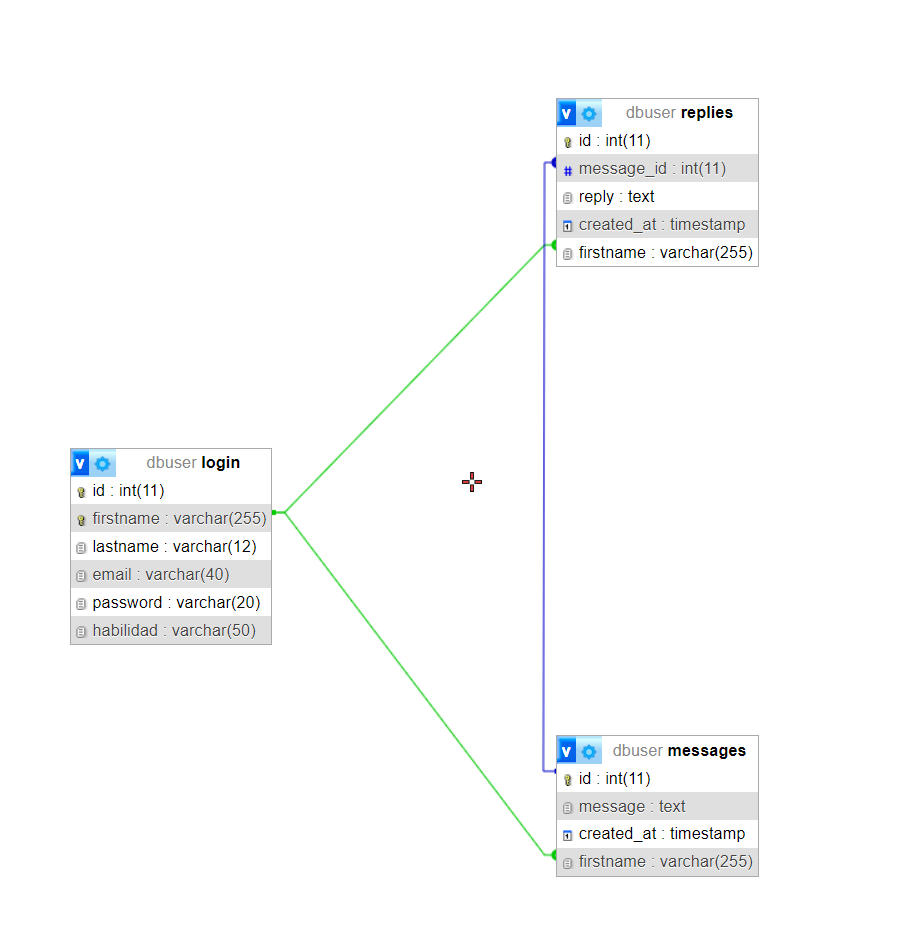 v dbuser replies
id : int(11)
# message_id : int(11)
reply : text
created_at : timestamp
firstname : varchar(255)
v dbuser login
id : int(11)
firstname : varchar(255)
lastname : varchar(12)
email : varchar(40)
password : varchar(20)
habilidad : varchar(50)
v dbuser messages
id : int(11)
message : text
created_at : timestamp
firstname : varchar(255)